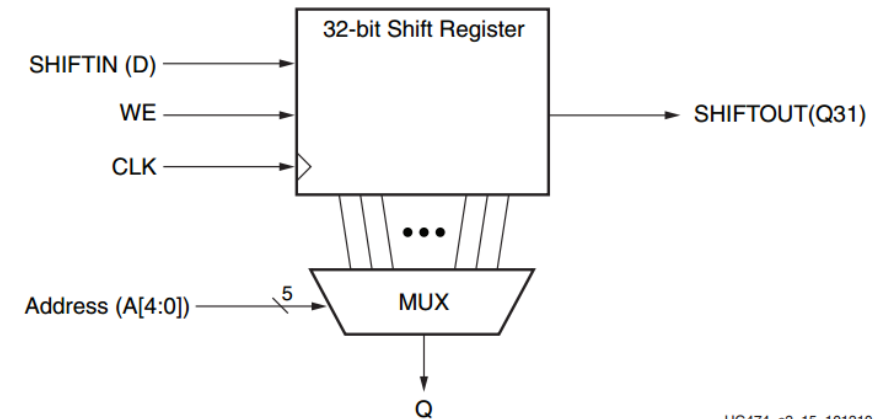 32-bit Shift Register
SHIFTIN (D)
WE
SHIFTOUT(Q31)
CLK
•••
5
Address (A[4:0])
MUX
Q